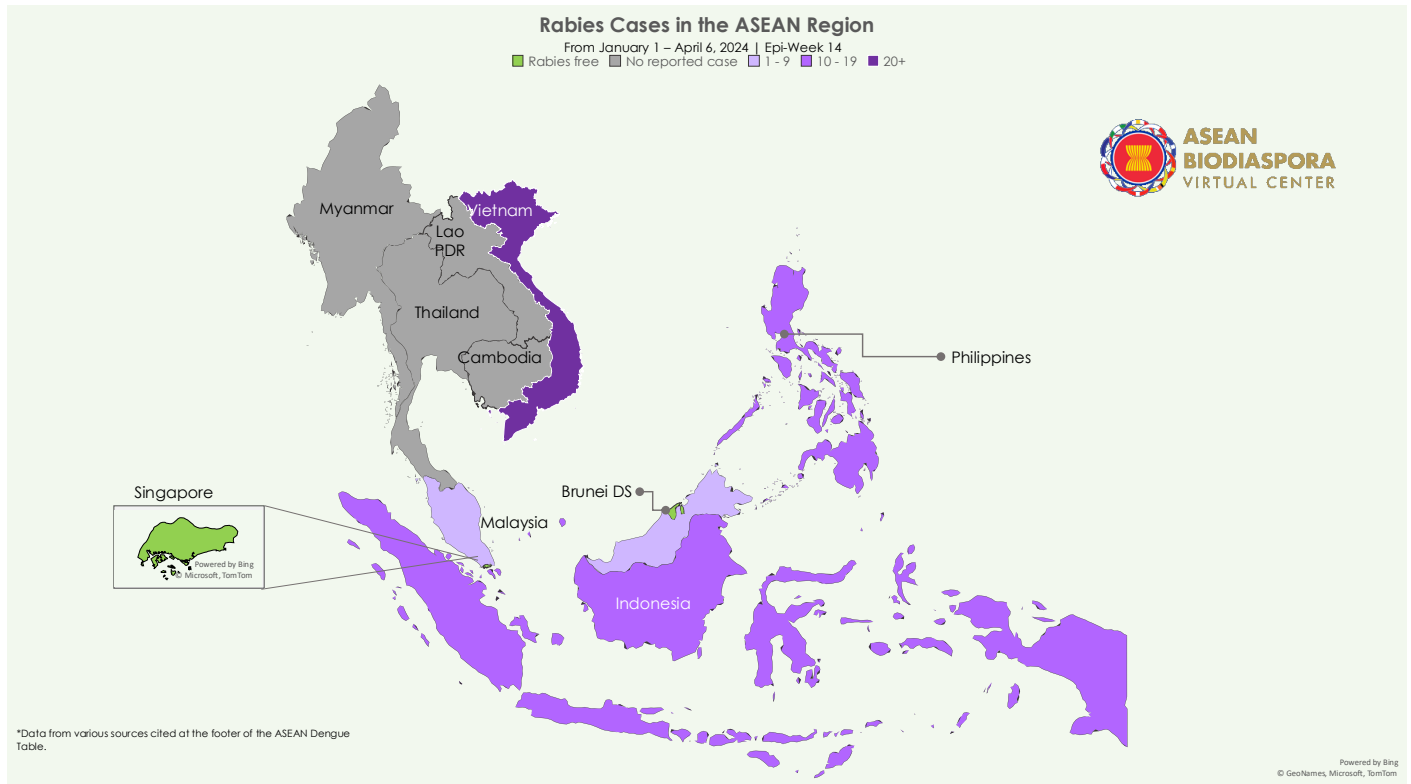 Rabies Cases in the ASEAN Region
From January 1 – April 6, 2024 | Epi-Week 14
Rabies free No reported case 1 - 9 10 - 19 20+
ASEAN
BIODIASPORA
VIRTUAL CENTER
Myanmar
Vietnam
Lao
PDR
Thailand
Cambodia
Philippines
Singapore
Brunei DS
Malaysia
Powered by Bing
© Microsoft, TomTom
Indonesia
*Data from various sources cited at the footer of the ASEAN Dengue
Table.
Powered by Bing
© GeoNames, Microsoft, TomTom